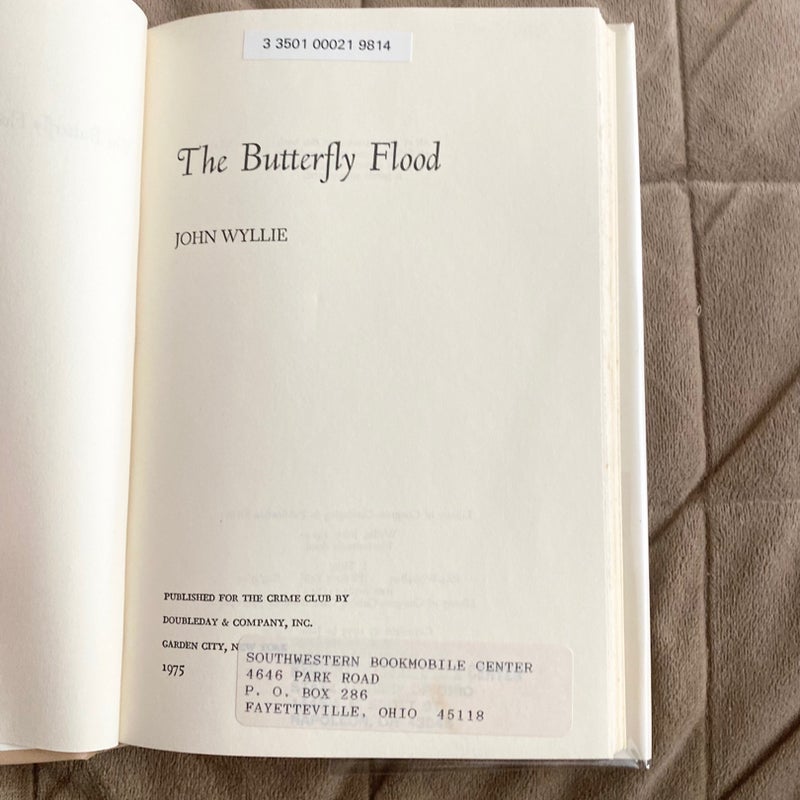 3 3501 00021 9814
The Butterfly Flood
JOHN WYLLIE
PUBLISHED FOR THE CRIME CLUB BY
DOUBLEDAY & COMPANY, INC.
GARDEN CITY, N
1975
SOUTHWESTERN BOOKMOBILE CENTER
4646 PARK ROAD
P. O. BOX 286
FAYETTEVILLE, OHIO 45118